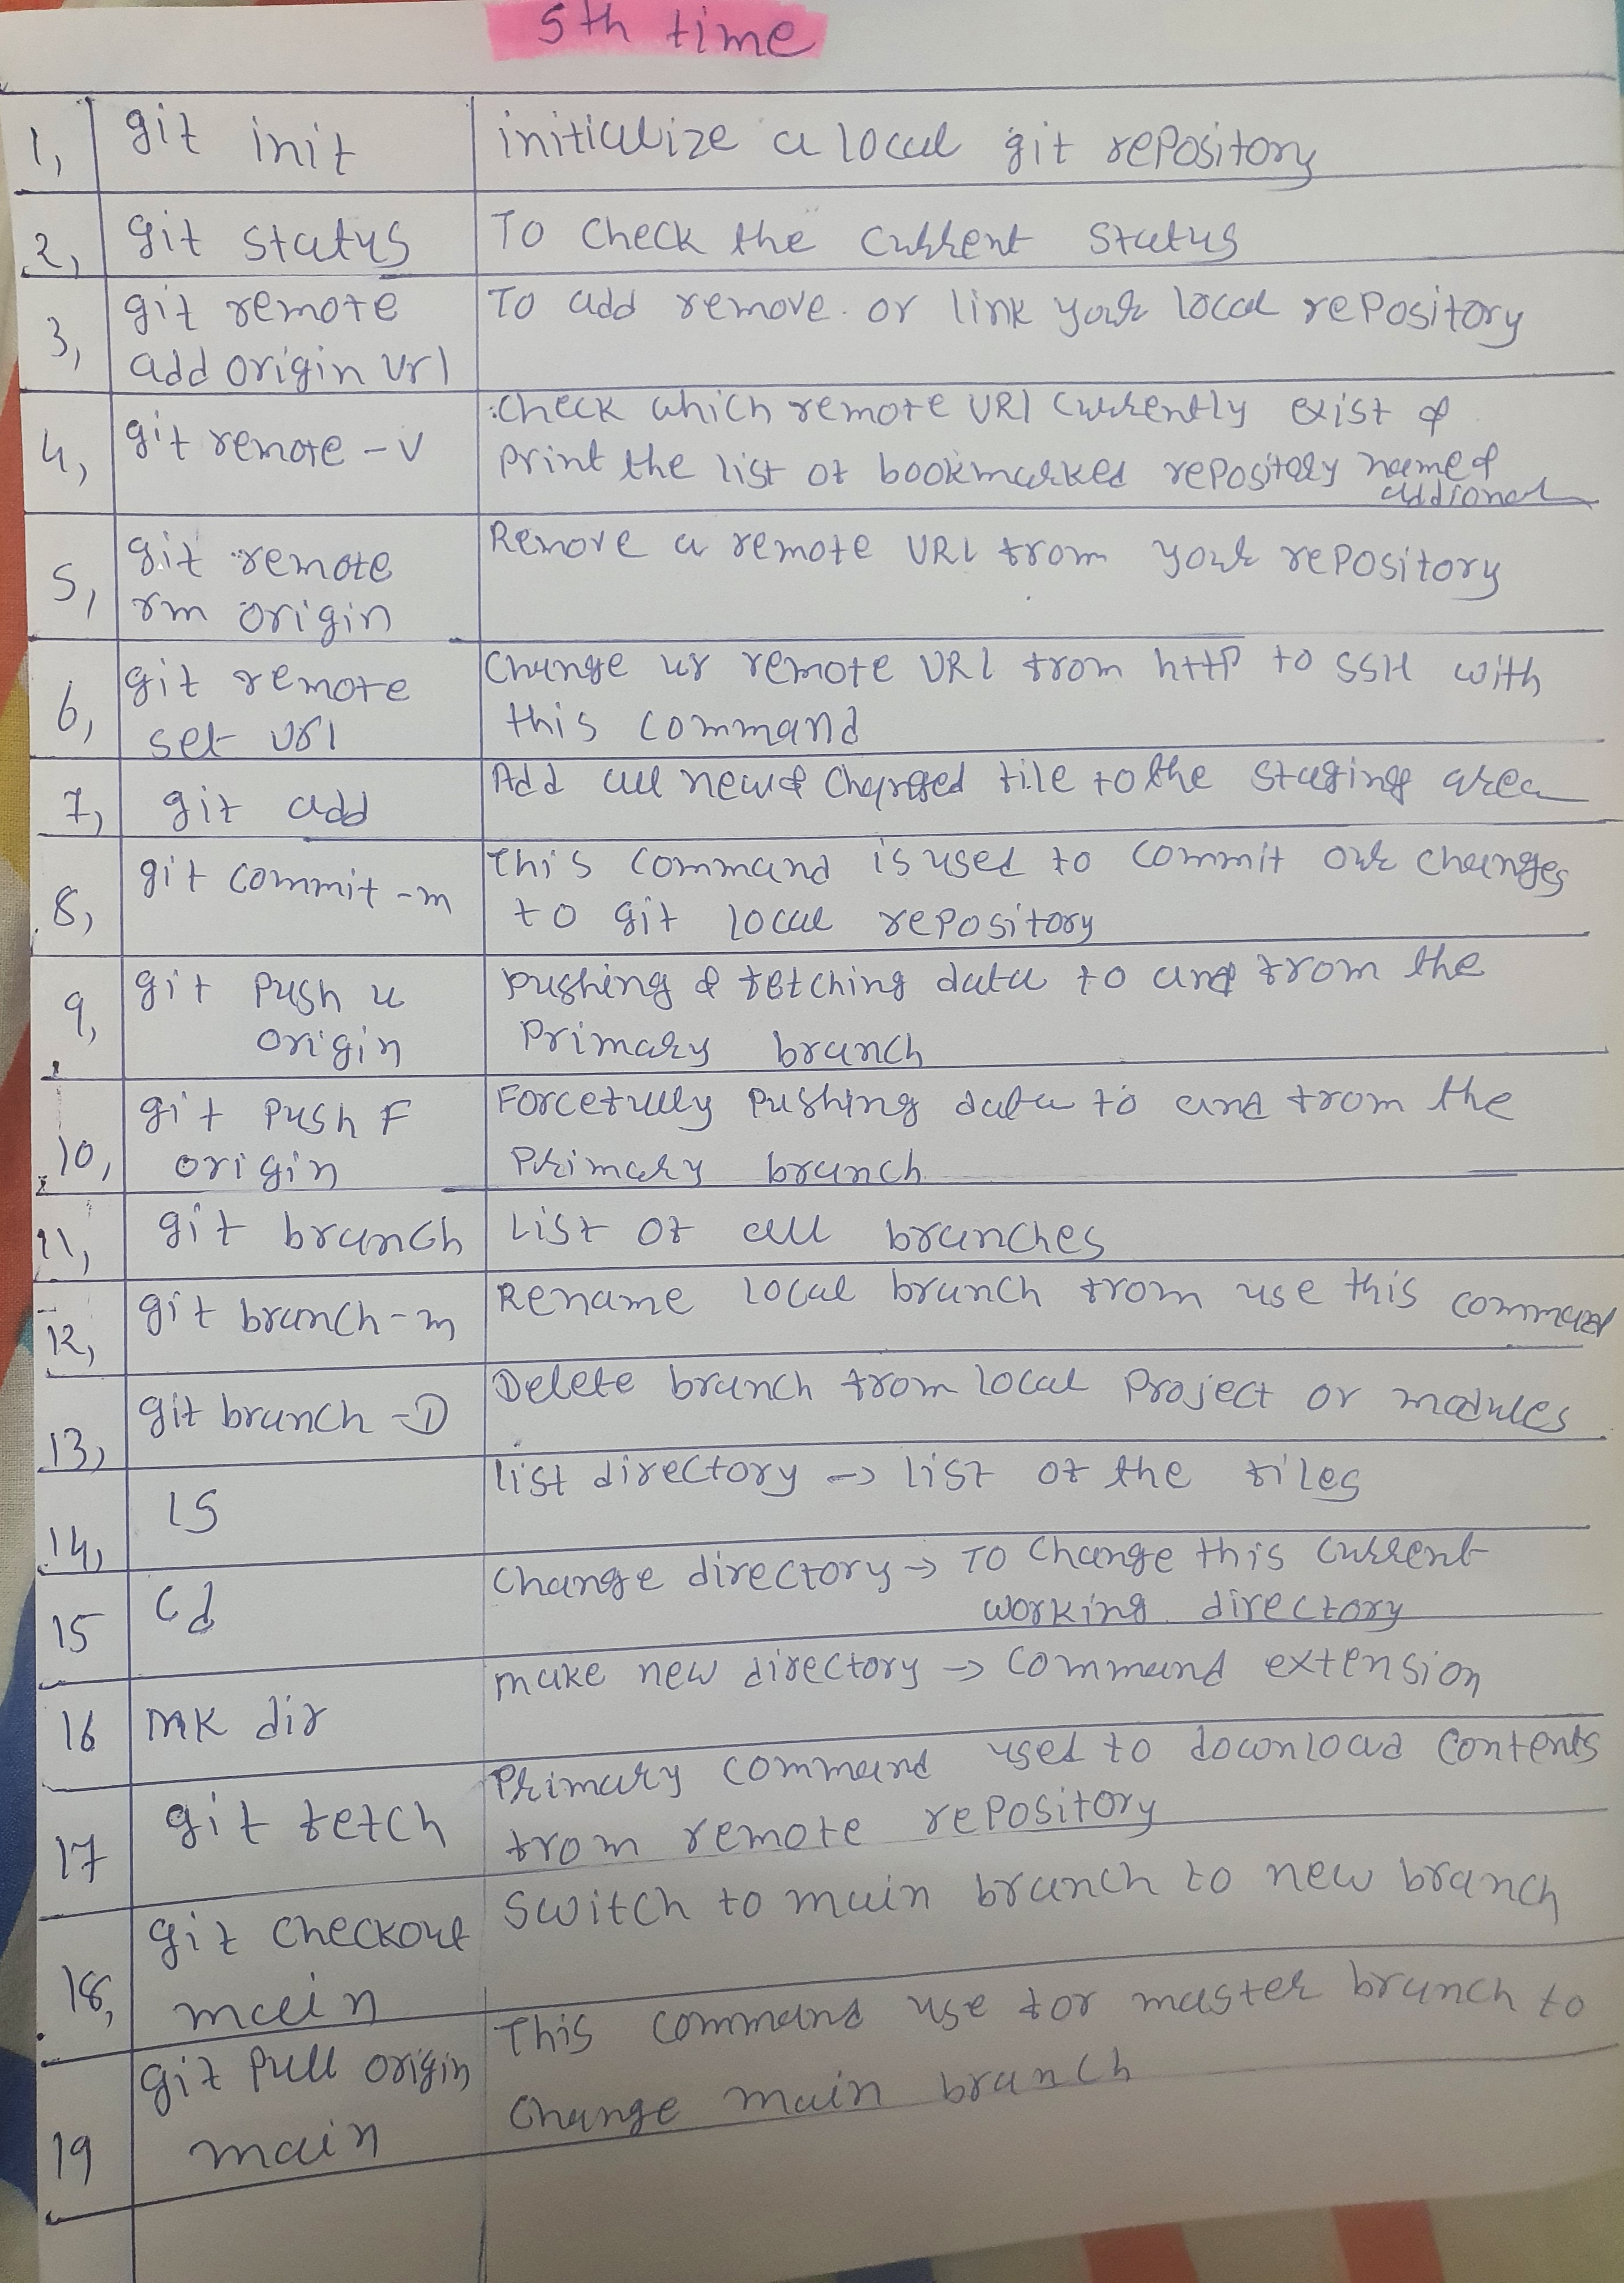 5th time
1, git init initialize a local git repository
2, git status To check the current status
3, git remote To add remove or link your local repository
add origin url
4, git remote -v check which remote URl currently exist &
print the list of bookmarked repository name &
addional
5, git remote Remove a remote URL from your repository
rm origin
6, git remote Change ur remote URl from http to SSH with
set url this command
7, git add Add all new & changed file to the staging area
8, git commit -m This command is used to commit our changes
to git local repository
9, git push u pushing & fetching data to and from the
origin Primary branch
10, git push F Forcefully pushing data to and from the
origin Primary branch
11, git branch List of all branches
12, git branch -m Rename local branch from use this command
13, git branch -D Delete branch from local Project or modules
14, ls list directory -> list of the files
15 cd Change directory -> To change this current
working directory
16 mk dir make new directory -> Command extension
17 git fetch Primary command used to download contents
from remote repository
18, git checkout Switch to main branch to new branch
main
19 git pull origin This command use for master branch to
main Change main branch